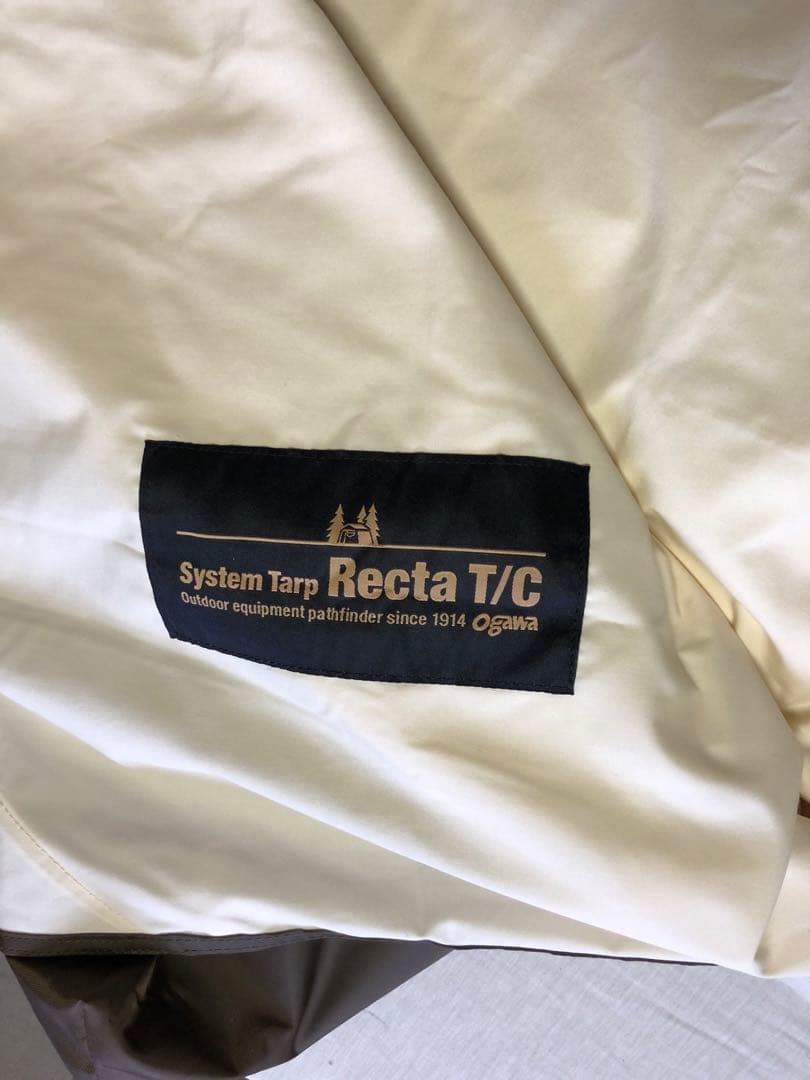 System Tarp Recta T/C
Outdoor equipment pathfinder since 1914 Ogawa